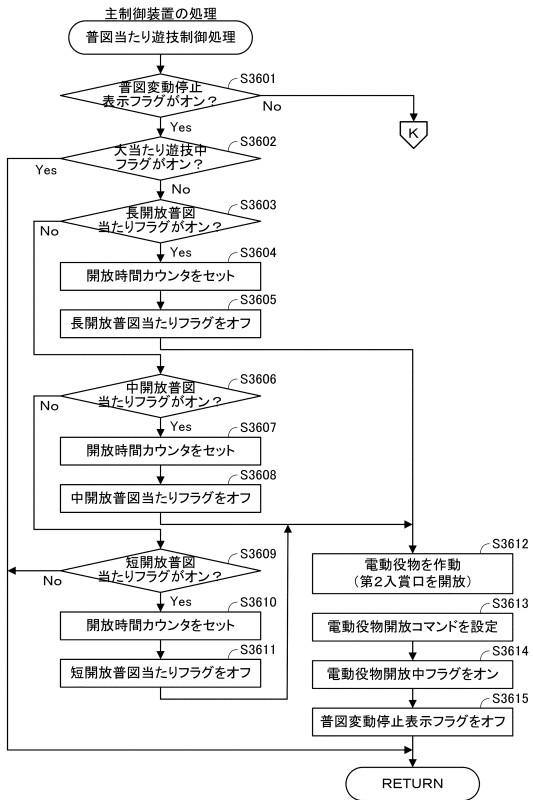 主制御装置の処理
普図当たり遊技制御処理
S3601
普図変動停止
表示フラグがオン？
No
K
Yes
S3602
大当たり遊技中
フラグがオン？
Yes
No
S3603
長開放普図
当たりフラグがオン？
No
Yes
S3604
開放時間カウンタをセット
S3605
長開放普図当たりフラグをオフ
S3606
中開放普図
当たりフラグがオン？
No
Yes
S3607
開放時間カウンタをセット
S3608
中開放普図当たりフラグをオフ
S3609
短開放普図
当たりフラグがオン？
No
Yes
S3610
開放時間カウンタをセット
S3611
短開放普図当たりフラグをオフ
S3612
電動役物を作動
（第２入賞口を開放）
S3613
電動役物開放コマンドを設定
S3614
電動役物開放中フラグをオン
S3615
普図変動停止表示フラグをオフ
RETURN